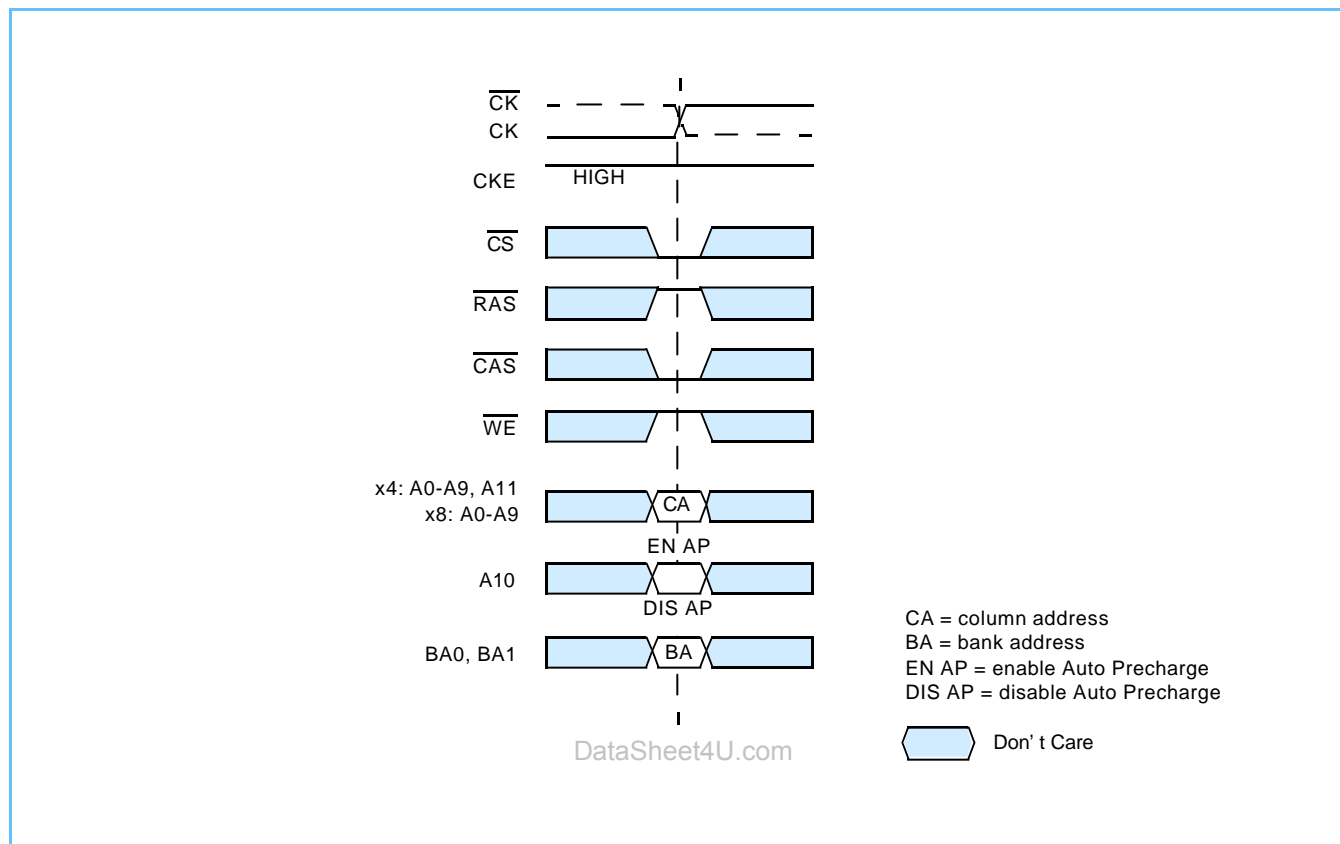 CK
CK
CKE HIGH
CS
RAS
CAS
WE
x4: A0-A9, A11
x8: A0-A9
CA
EN AP
A10
DIS AP
BA0, BA1
BA
CA = column address
BA = bank address
EN AP = enable Auto Precharge
DIS AP = disable Auto Precharge
Don' t Care
DataSheet4U.com